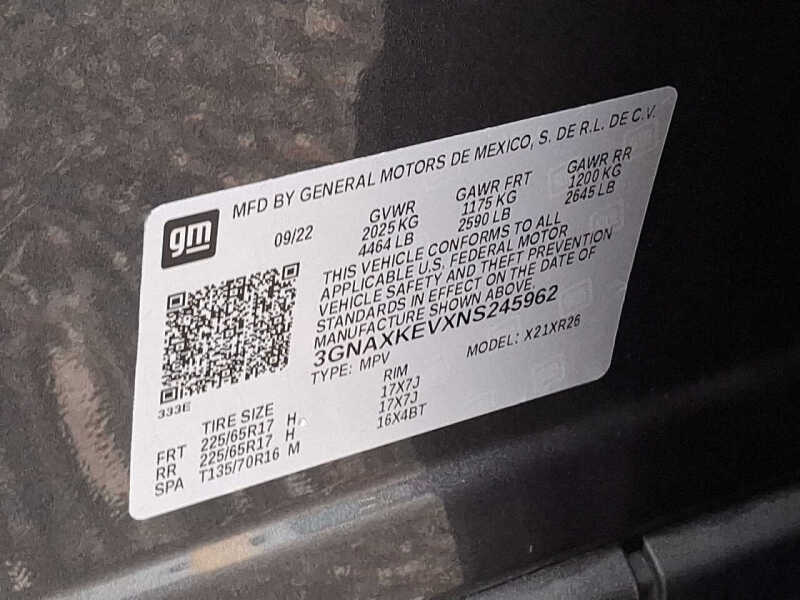 gm
MFD BY GENERAL MOTORS DE MEXICO, S. DE R.L. DE C.V.
09/22
GVWR
2025 KG
4464 LB
GAWR FRT
1175 KG
2590 LB
GAWR RR
1200 KG
2645 LB
THIS VEHICLE CONFORMS TO ALL
APPLICABLE U.S. FEDERAL MOTOR
VEHICLE SAFETY AND THEFT PREVENTION
STANDARDS IN EFFECT ON THE DATE OF
MANUFACTURE SHOWN ABOVE.
3GNAXKEVXNS245962
TYPE: MPV
MODEL: X21XR26
333E
TIRE SIZE
RIM
FRT 225/65R17 H 17X7J
RR 225/65R17 H 17X7J
SPA T135/70R16 M 16X4BT